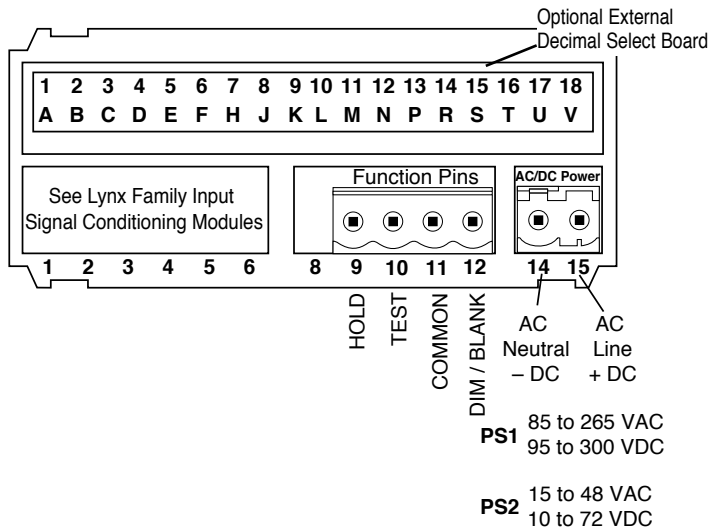 Optional External
Decimal Select Board
1 2 3 4 5 6 7 8 9 10 11 12 13 14 15 16 17 18
A B C D E F H J K L M N P R S T U V
See Lynx Family Input
Signal Conditioning Modules
Function Pins
AC/DC Power
1 2 3 4 5 6 8 9 10 11 12 14 15
HOLD
TEST
COMMON
DIM / BLANK
AC
Neutral
– DC
AC
Line
+ DC
PS1 85 to 265 VAC
95 to 300 VDC
PS2 15 to 48 VAC
10 to 72 VDC